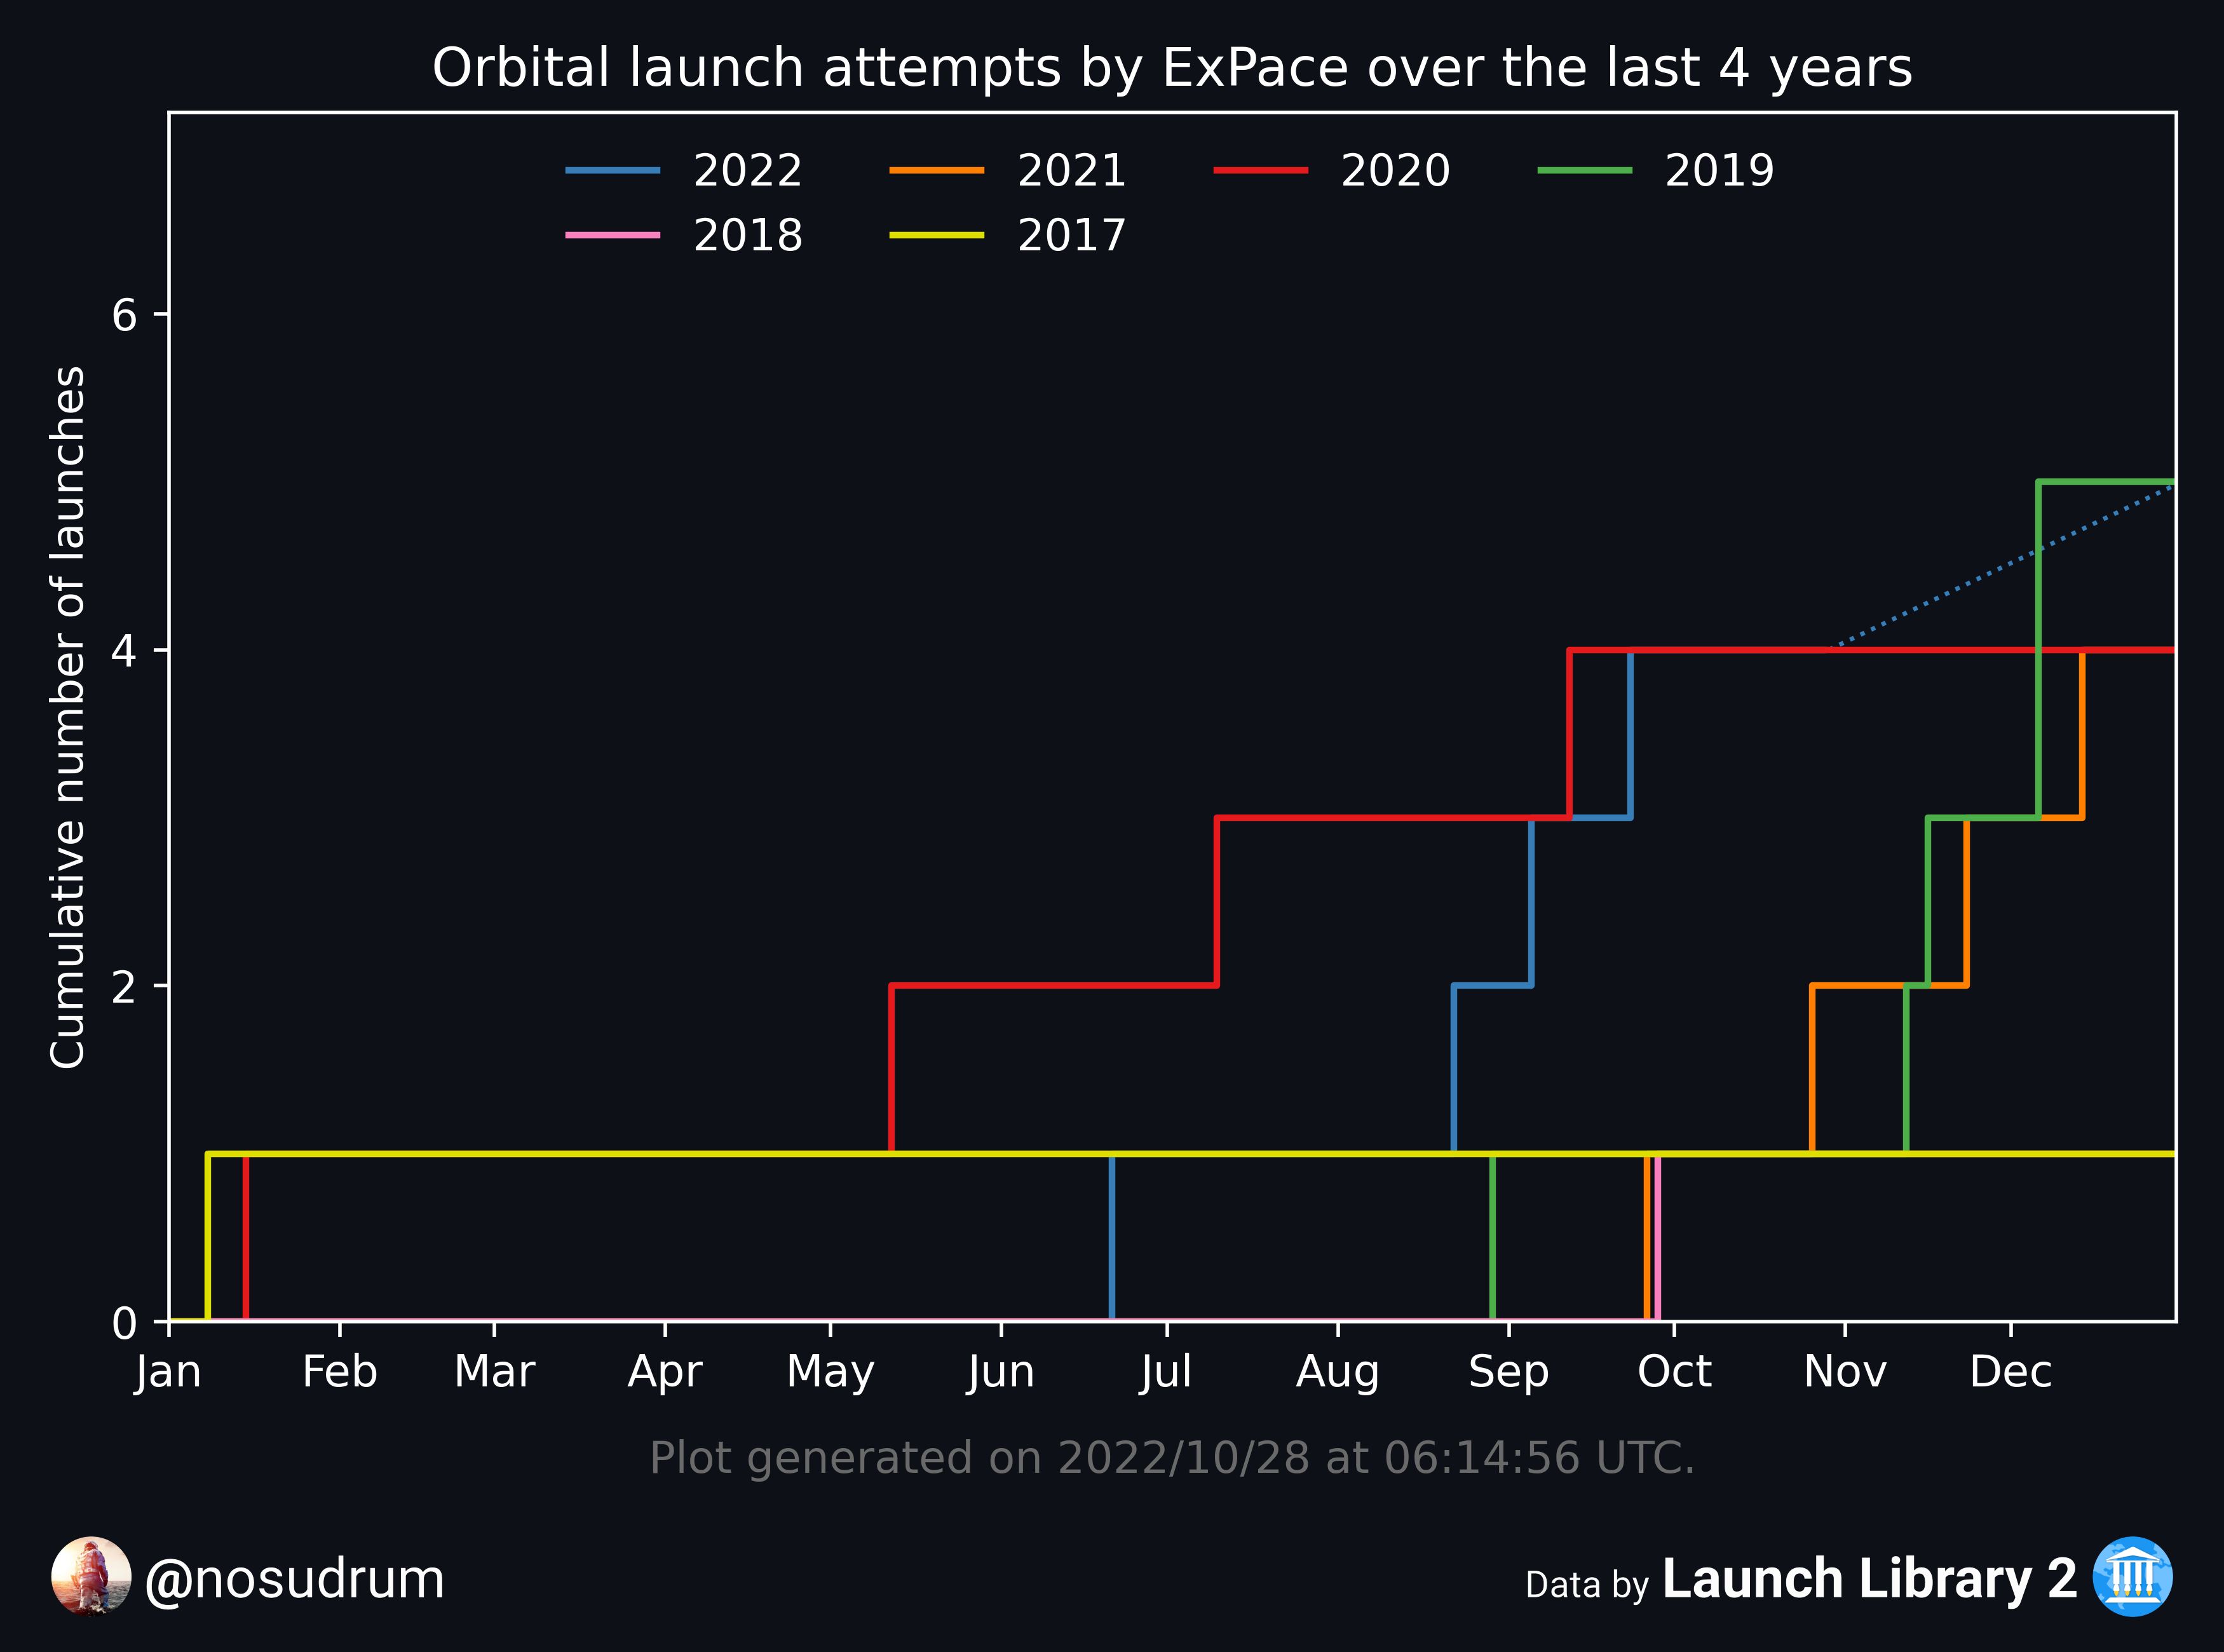 Orbital launch attempts by ExPace over the last 4 years
2022 2021 2020 2019
2018 2017
Cumulative number of launches
6
4
2
0
Jan Feb Mar Apr May Jun Jul Aug Sep Oct Nov Dec
Plot generated on 2022/10/28 at 06:14:56 UTC.
@nosudrum
Data by Launch Library 2